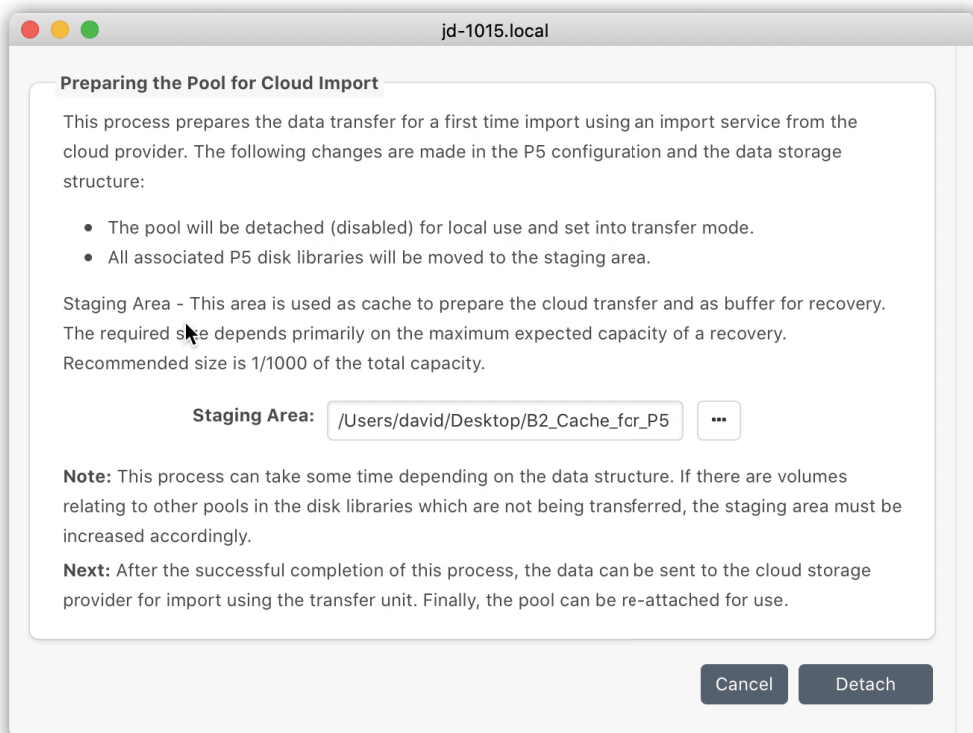 jd-1015.local
Preparing the Pool for Cloud Import
This process prepares the data transfer for a first time import using an import service from the
cloud provider. The following changes are made in the P5 configuration and the data storage
structure:
• The pool will be detached (disabled) for local use and set into transfer mode.
• All associated P5 disk libraries will be moved to the staging area.
Staging Area - This area is used as cache to prepare the cloud transfer and as buffer for recovery.
The required size depends primarily on the maximum expected capacity of a recovery.
Recommended size is 1/1000 of the total capacity.
Staging Area: /Users/david/Desktop/B2_Cache_for_P5 ...
Note: This process can take some time depending on the data structure. If there are volumes
relating to other pools in the disk libraries which are not being transferred, the staging area must be
increased accordingly.
Next: After the successful completion of this process, the data can be sent to the cloud storage
provider for import using the transfer unit. Finally, the pool can be re-attached for use.
Cancel Detach